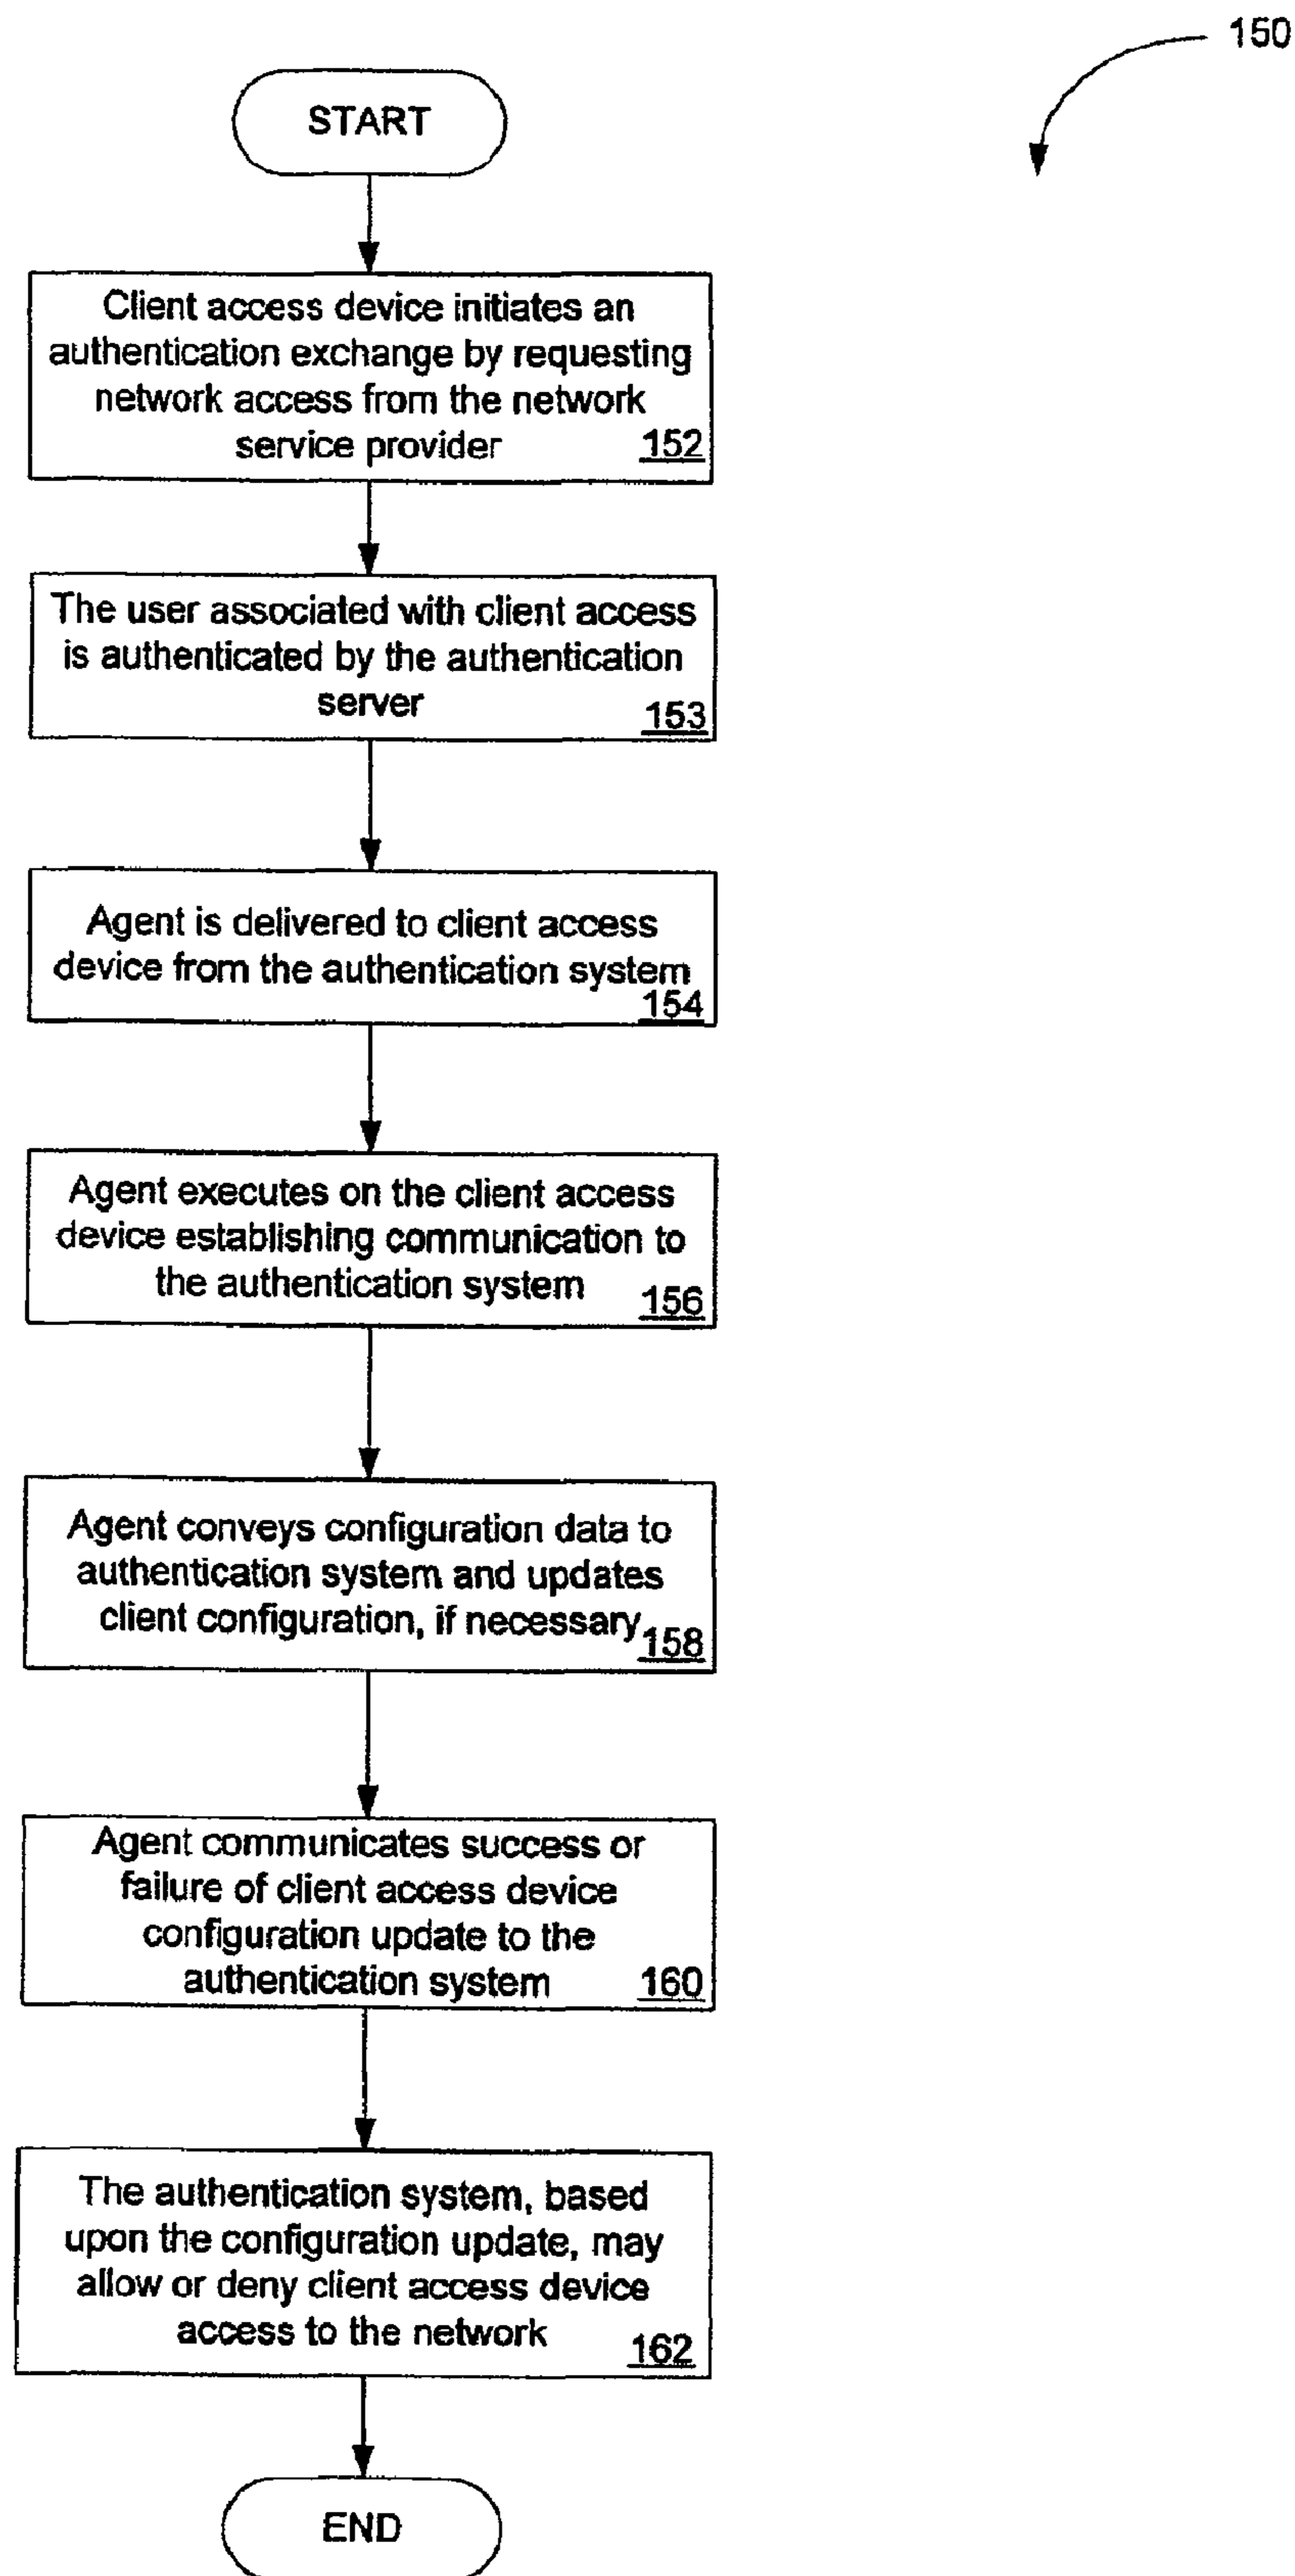 150
START
Client access device initiates an
authentication exchange by requesting
network access from the network
service provider 152
The user associated with client access
is authenticated by the authentication
server 153
Agent is delivered to client access
device from the authentication system
154
Agent executes on the client access
device establishing communication to
the authentication system 156
Agent conveys configuration data to
authentication system and updates
client configuration, if necessary 158
Agent communicates success or
failure of client access device
configuration update to the
authentication system 160
The authentication system, based
upon the configuration update, may
allow or deny client access device
access to the network 162
END